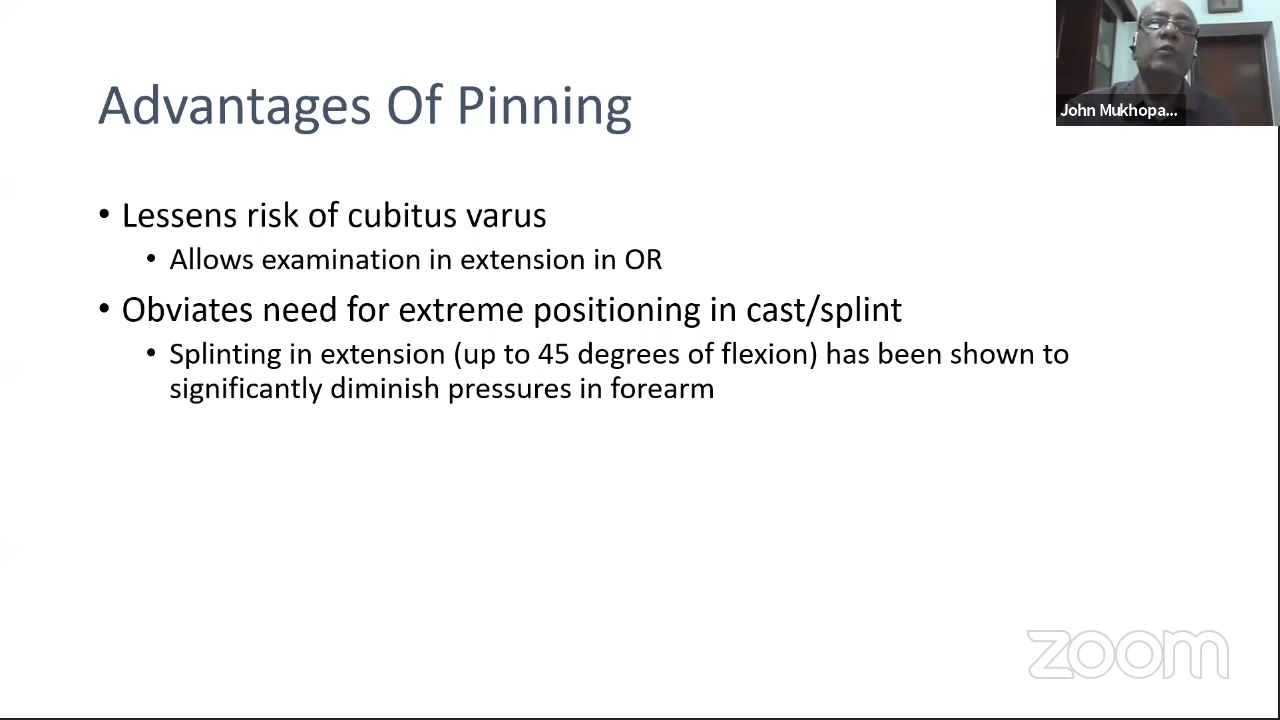 Advantages Of Pinning
John Mukhopa...
• Lessens risk of cubitus varus
• Allows examination in extension in OR
• Obviates need for extreme positioning in cast/splint
• Splinting in extension (up to 45 degrees of flexion) has been shown to
significantly diminish pressures in forearm
zoom